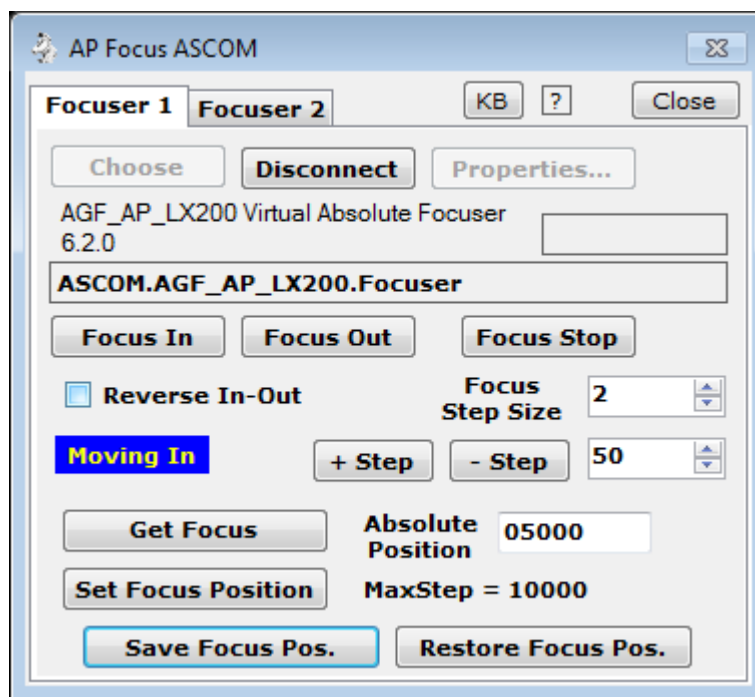 AP Focus ASCOM
Focuser 1 Focuser 2 KB ? Close
Choose Disconnect Properties...
AGF_AP_LX200 Virtual Absolute Focuser
6.2.0
ASCOM.AGF_AP_LX200.Focuser
Focus In Focus Out Focus Stop
Reverse In-Out Focus
Step Size 2
Moving In + Step - Step 50
Get Focus Absolute
Position 05000
Set Focus Position MaxStep = 10000
Save Focus Pos. Restore Focus Pos.